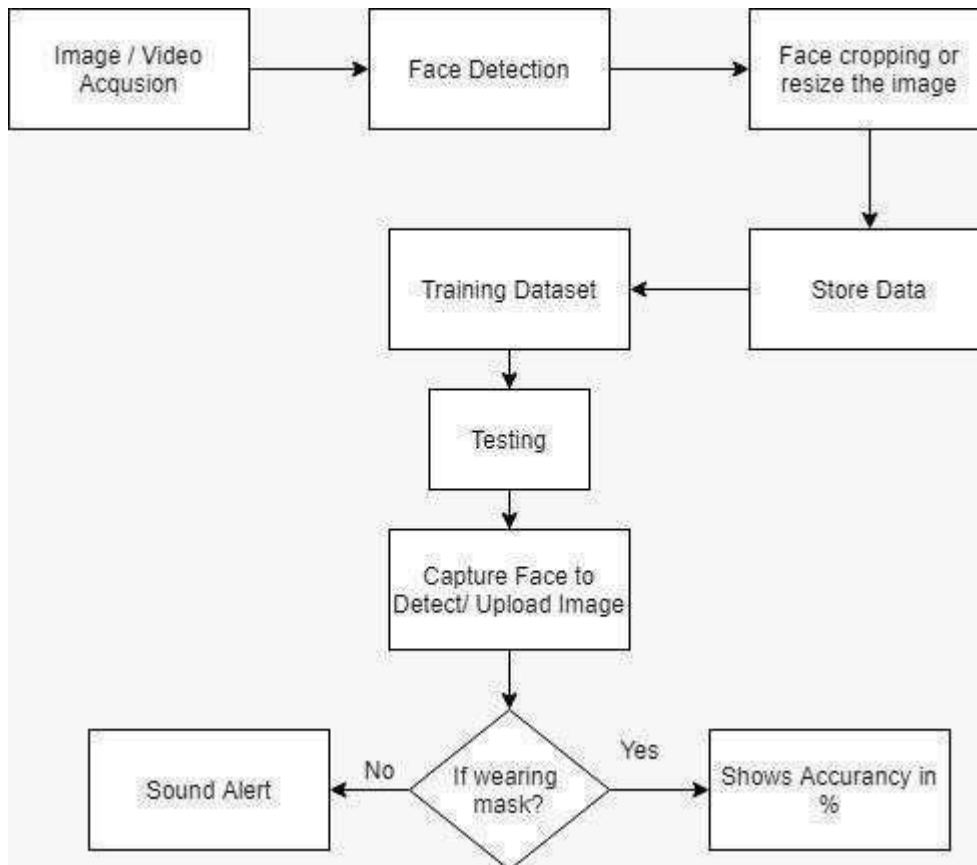 Image / Video
Acqusion
Face Detection
Face cropping or
resize the image
Store Data
Training Dataset
Testing
Capture Face to
Detect/ Upload Image
If wearing
mask?
No
Sound Alert
Yes
Shows Accurancy in
%